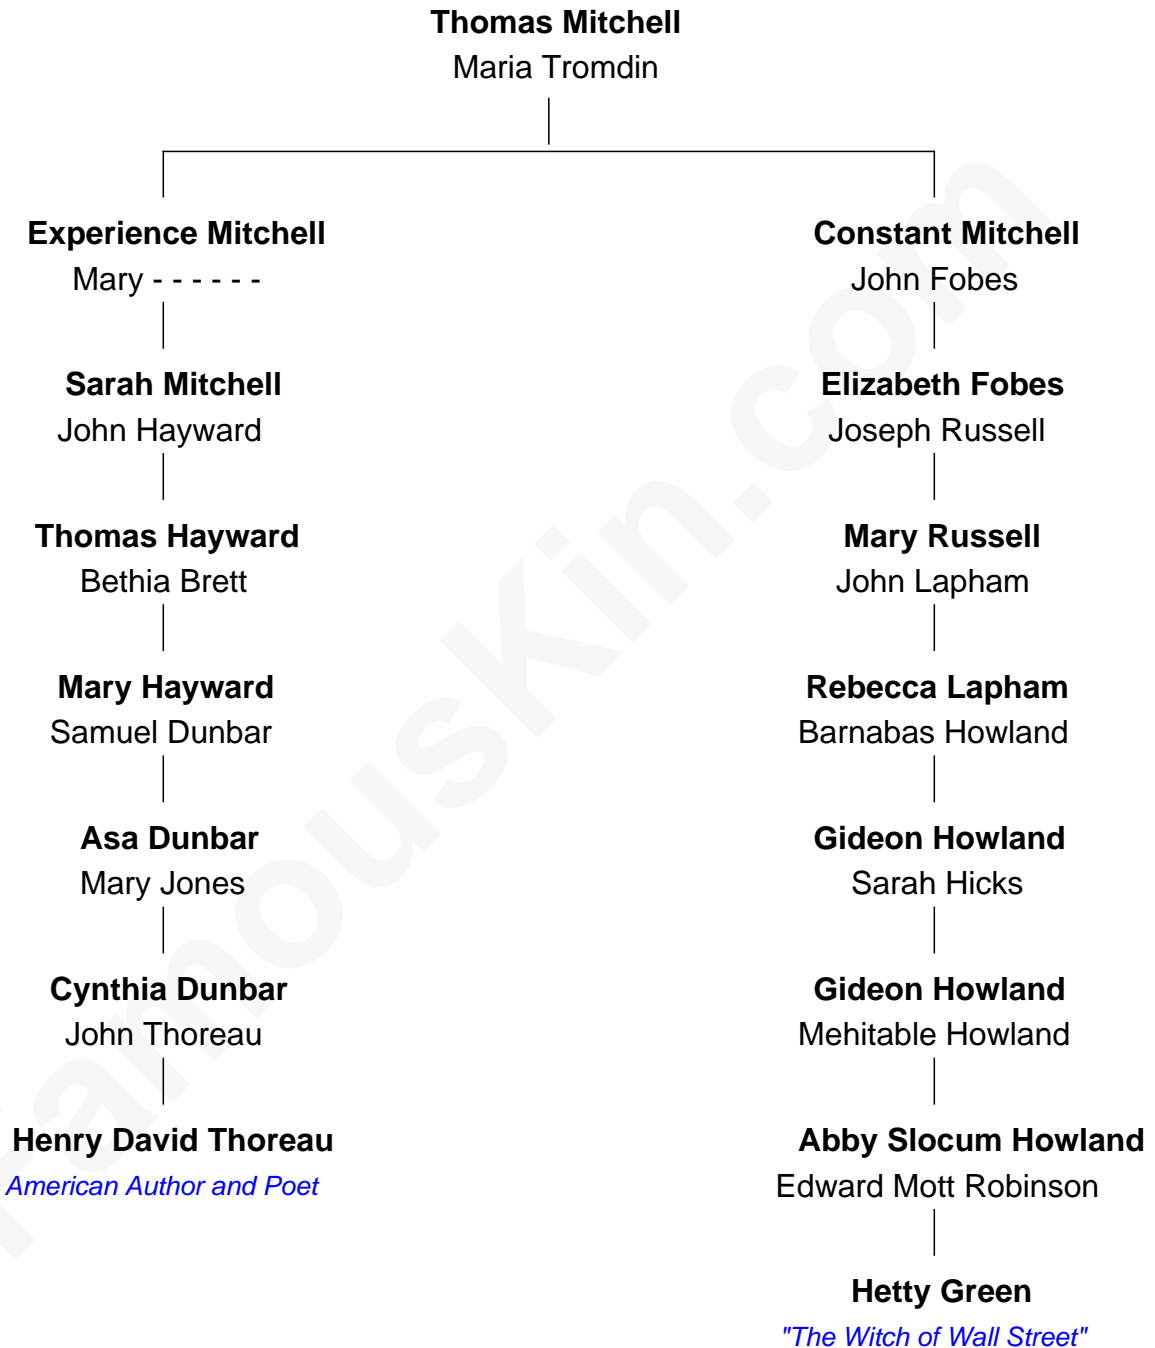 Thomas Mitchell
Maria Tromdin
Experience Mitchell
Mary - - - - - -
Constant Mitchell
John Fobes
Sarah Mitchell
John Hayward
Elizabeth Fobes
Joseph Russell
Thomas Hayward
Bethia Brett
Mary Russell
John Lapham
Mary Hayward
Samuel Dunbar
Rebecca Lapham
Barnabas Howland
Asa Dunbar
Mary Jones
Gideon Howland
Sarah Hicks
Cynthia Dunbar
John Thoreau
Gideon Howland
Mehitable Howland
Henry David Thoreau
American Author and Poet
Abby Slocum Howland
Edward Mott Robinson
Hetty Green
"The Witch of Wall Street"
FamousKin.com